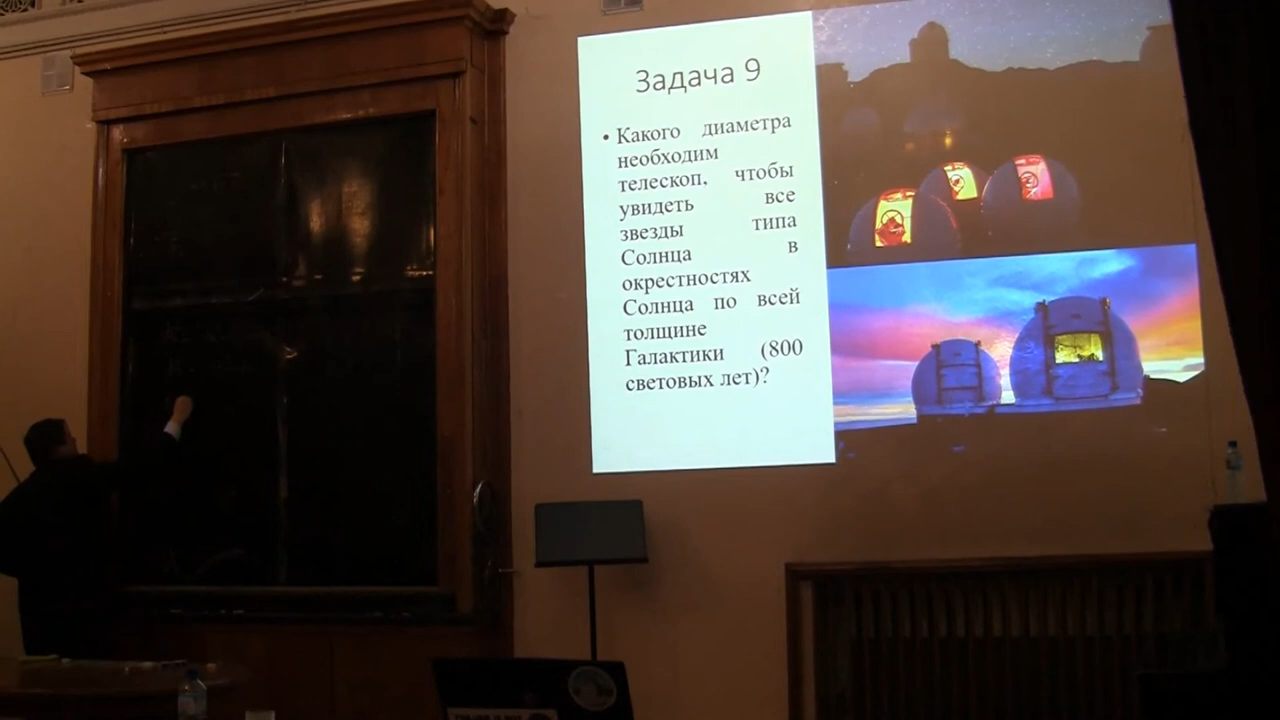 Задача 9
• Какого диаметра
необходим
телескоп, чтобы
увидеть все
звезды типа
Солнца в
окрестностях
Солнца по всей
толщине
Галактики (800
световых лет)?